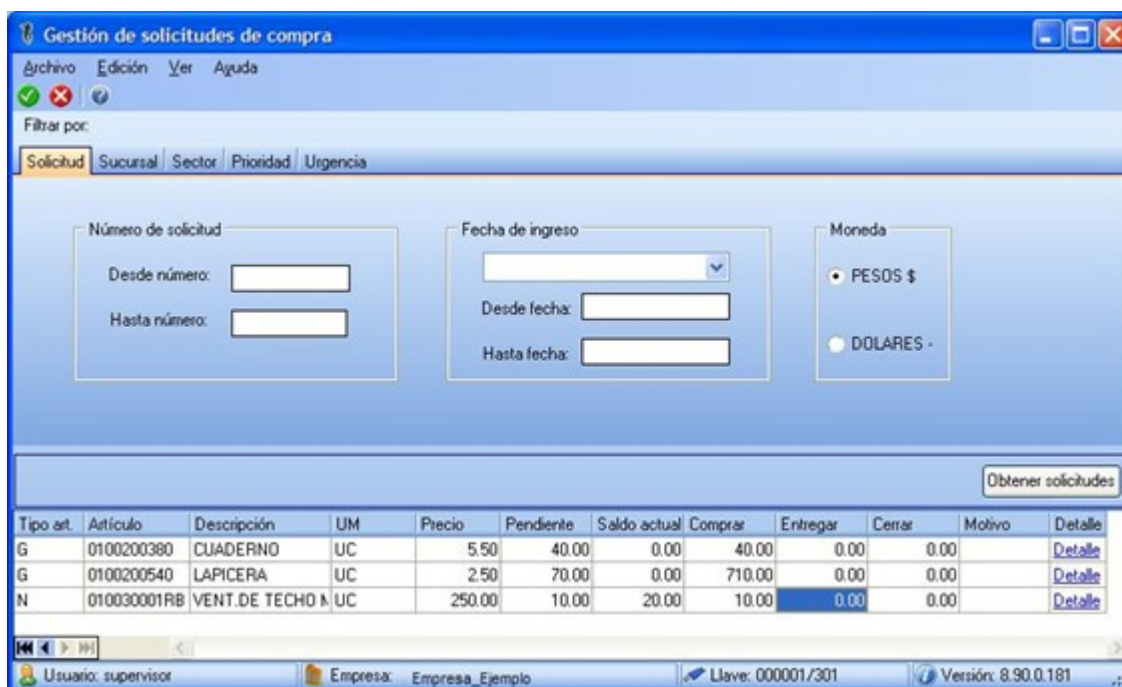 Gestión de solicitudes de compra
Archivo Edición Ver Ayuda
Filtrar por:
Solicitud Sucursal Sector Prioridad Urgencia
Número de solicitud Fecha de ingreso Moneda
Desde número: PESOS $
Desde fecha:
Hasta número:
DOLARES -
Hasta fecha:
Obtener solicitudes
Tipo art. Artículo Descripción UM Precio Pendiente Saldo actual Comprar Entregar Cerrar Motivo Detalle
G 0100200380 CUADERNO UC 5.50 40.00 0.00 40.00 0.00 0.00 Detalle
G 0100200540 LAPICERA UC 2.50 70.00 0.00 710.00 0.00 0.00 Detalle
N 010030001RB VENT.DE TECHO M UC 250.00 10.00 20.00 10.00 0.00 0.00 Detalle
Usuario: supervisor Empresa: Empresa_Ejemplo Llave: 000001/301 Versión: 8.90.0.181